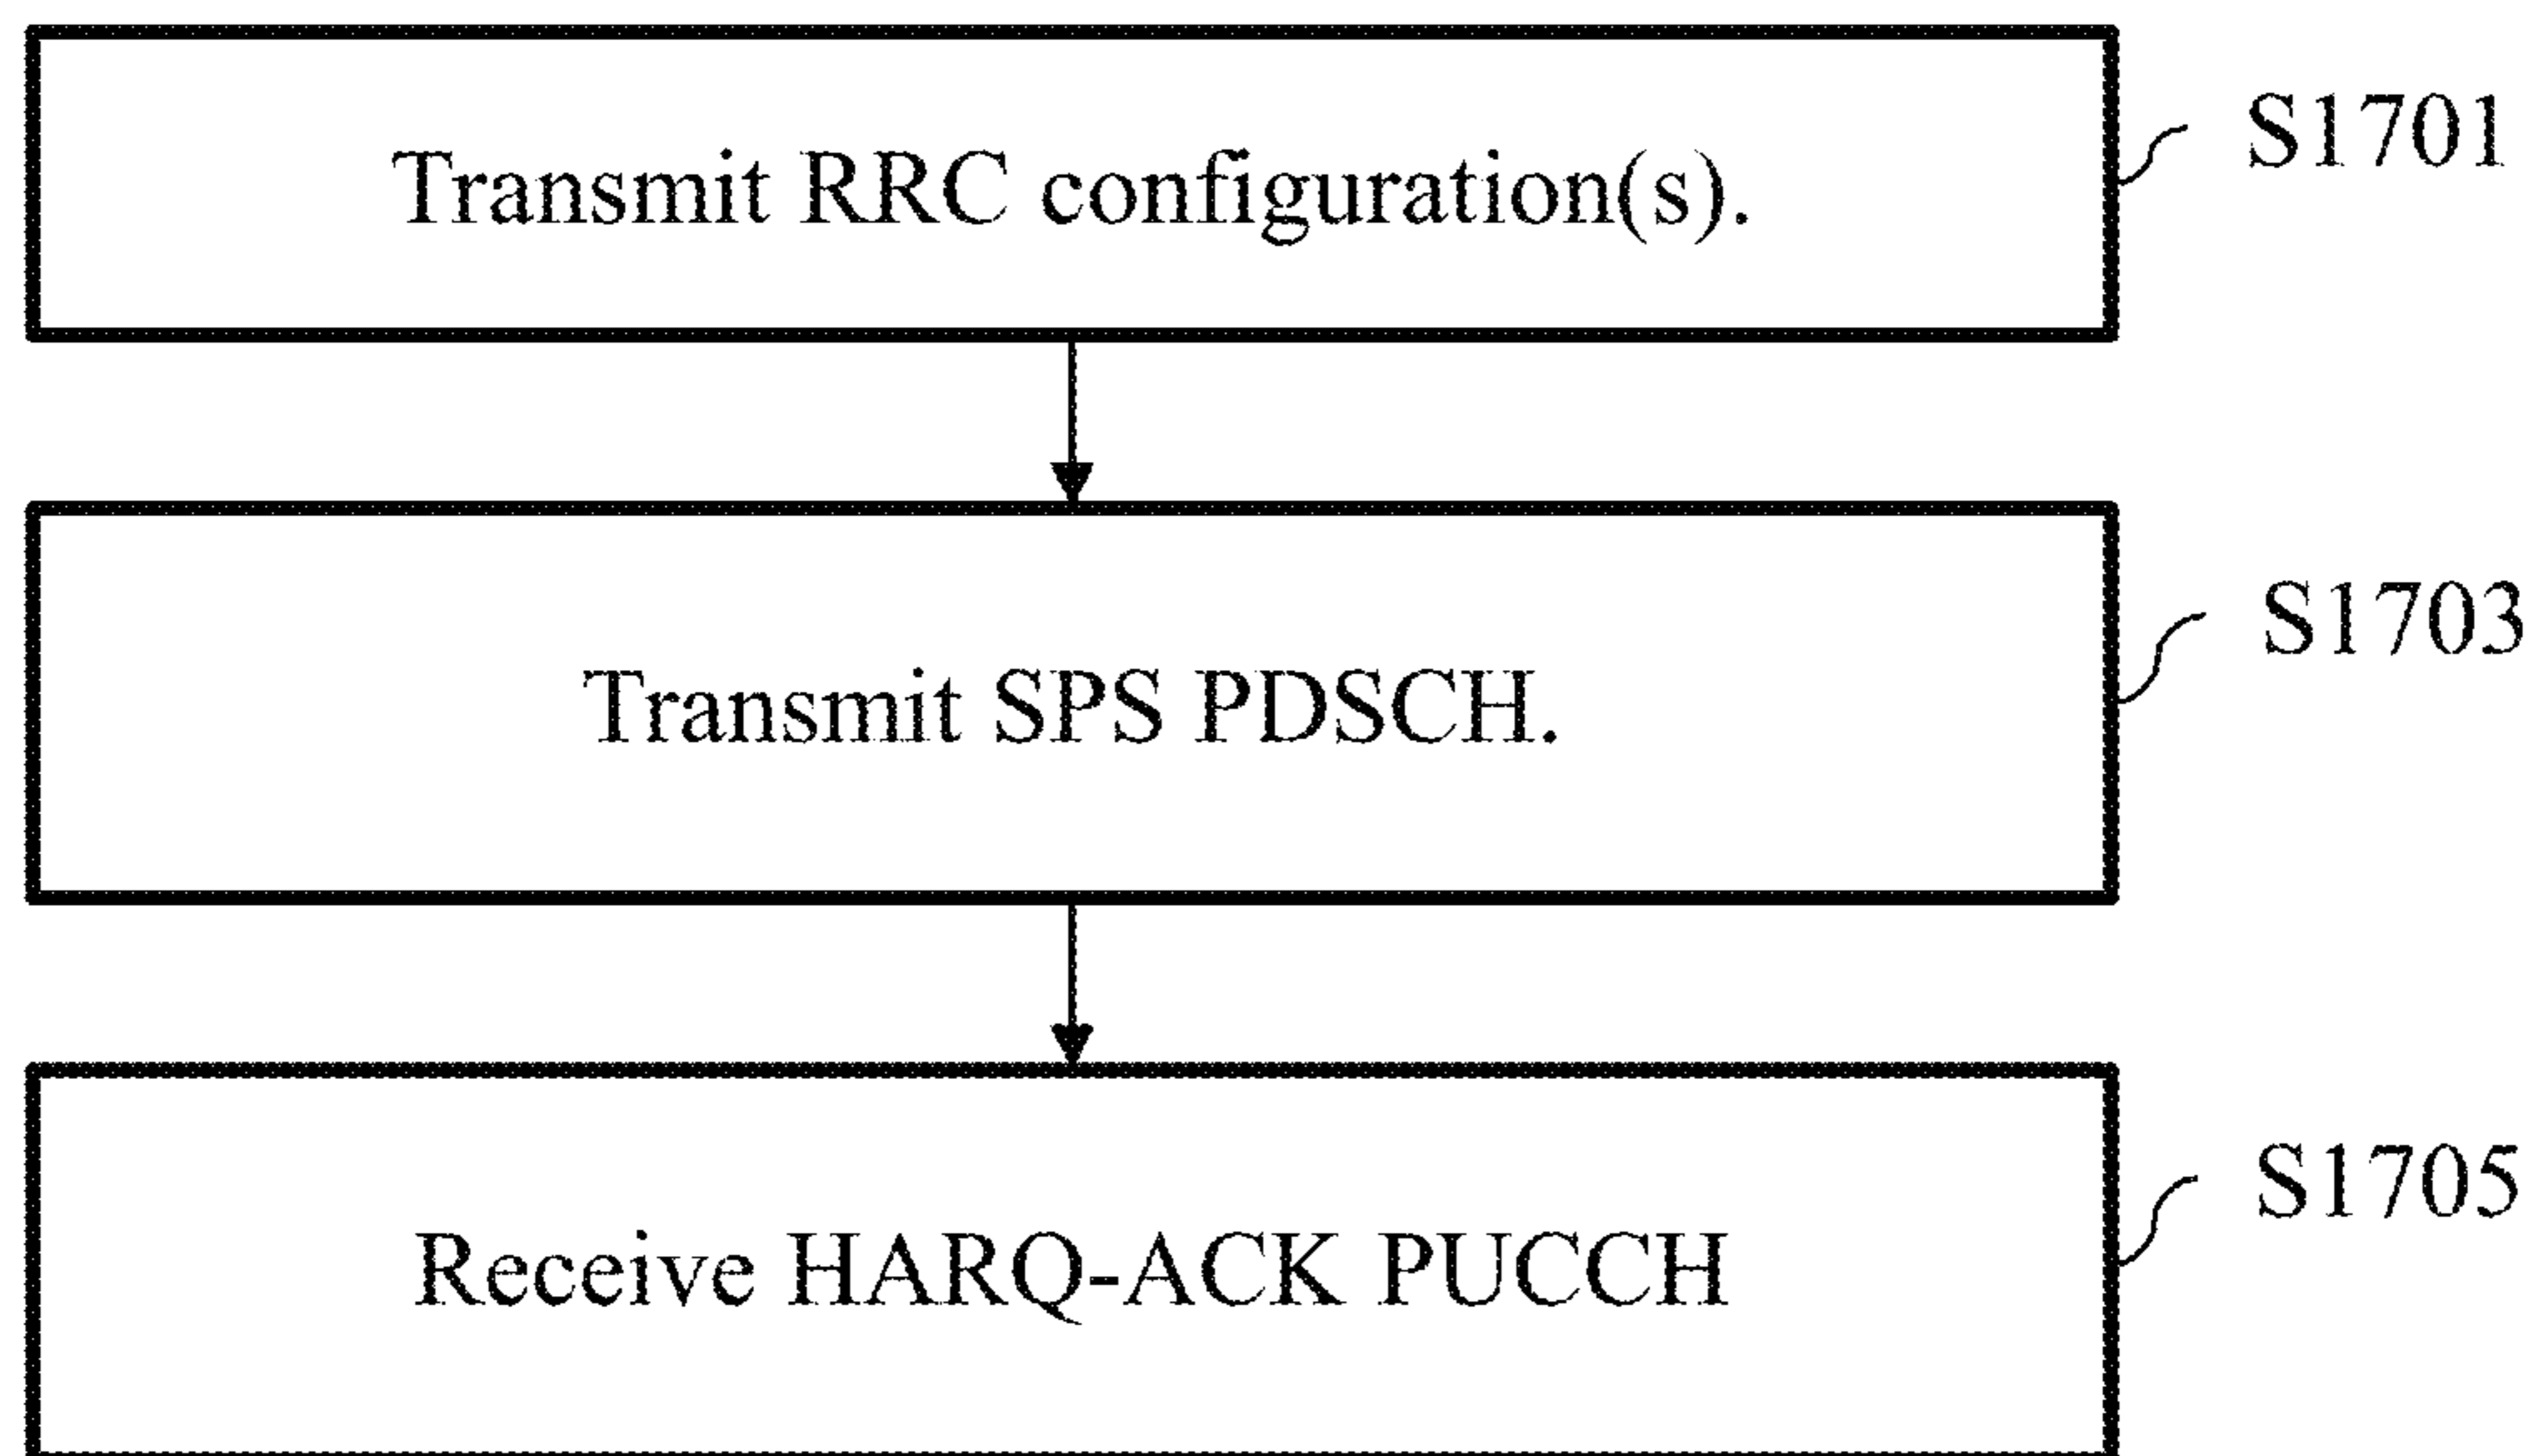 Transmit RRC configuration(s).
S1701
Transmit SPS PDSCH.
S1703
Receive HARQ-ACK PUCCH
S1705